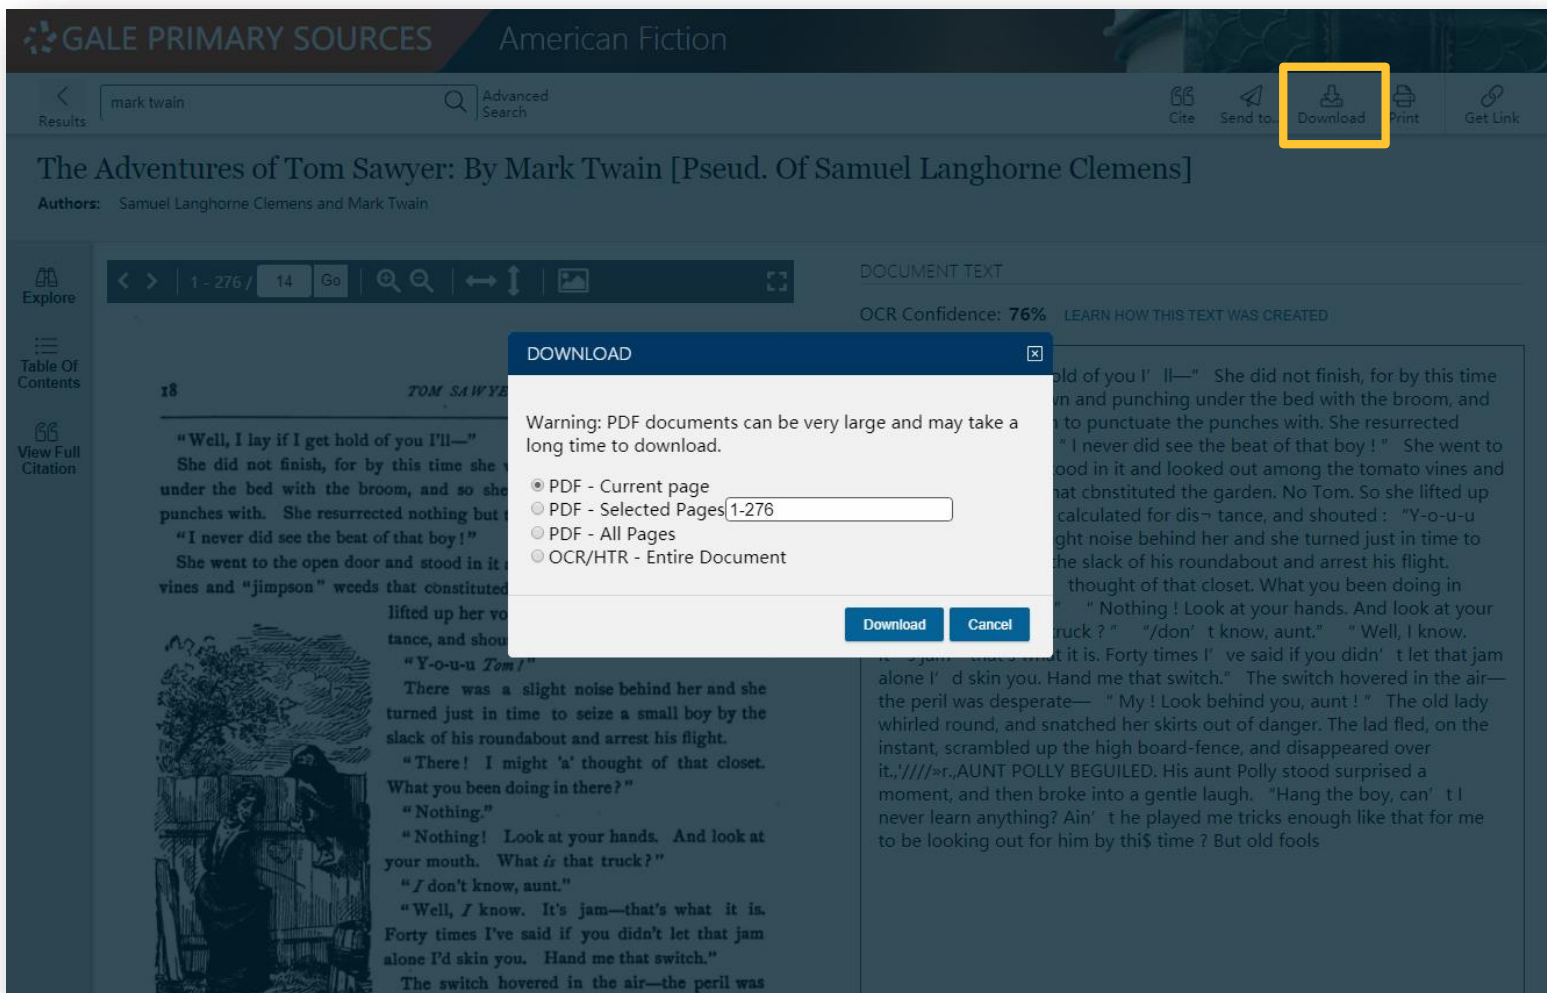 GALE PRIMARY SOURCES
American Fiction
Results
mark twain
Advanced
Search
Cite
Send to..
Download
Print
Get Link
The Adventures of Tom Sawyer: By Mark Twain [Pseud. Of Samuel Langhorne Clemens]
Authors: Samuel Langhorne Clemens and Mark Twain
Explore
Table Of
Contents
View Full
Citation
1 - 276 /
14
Go
18
TOM SAWYE
"Well, I lay if I get hold of you I'll—"
She did not finish, for by this time she
under the bed with the broom, and so she
punches with. She resurrected nothing but
"I never did see the beat of that boy!"
She went to the open door and stood in it
vines and "jimpson" weeds that constituted
lifted up her vo
tance, and shou
"Y-o-u-u Tom!"
There was a slight noise behind her and she
turned just in time to seize a small boy by the
slack of his roundabout and arrest his flight.
"There! I might 'a' thought of that closet.
What you been doing in there?"
"Nothing."
"Nothing! Look at your hands. And look at
your mouth. What is that truck?"
"I don't know, aunt."
"Well, I know. It's jam—that's what it is.
Forty times I've said if you didn't let that jam
alone I'd skin you. Hand me that switch."
The switch hovered in the air—the peril was
DOCUMENT TEXT
OCR Confidence: 76% LEARN HOW THIS TEXT WAS CREATED
old of you I' ll—" She did not finish, for by this time
n and punching under the bed with the broom, and
to punctuate the punches with. She resurrected
" I never did see the beat of that boy ! " She went to
ood in it and looked out among the tomato vines and
hat cbnstituted the garden. No Tom. So she lifted up
calculated for dis¬ tance, and shouted : "Y-o-u-u
ght noise behind her and she turned just in time to
he slack of his roundabout and arrest his flight.
thought of that closet. What you been doing in
" " Nothing ! Look at your hands. And look at your
ruck ? " "/don' t know, aunt." " Well, I know.
It 's jam that's what it is. Forty times I' ve said if you didn' t let that jam
alone I' d skin you. Hand me that switch." The switch hovered in the air—
the peril was desperate— " My ! Look behind you, aunt ! " The old lady
whirled round, and snatched her skirts out of danger. The lad fled, on the
instant, scrambled up the high board-fence, and disappeared over
it.,'////»r.,AUNT POLLY BEGUILED. His aunt Polly stood surprised a
moment, and then broke into a gentle laugh. "Hang the boy, can' t I
never learn anything? Ain' t he played me tricks enough like that for me
to be looking out for him by thi$ time ? But old fools
DOWNLOAD
Warning: PDF documents can be very large and may take a
long time to download.
PDF - Current page
PDF - Selected Pages 1-276
PDF - All Pages
OCR/HTR - Entire Document
Download
Cancel